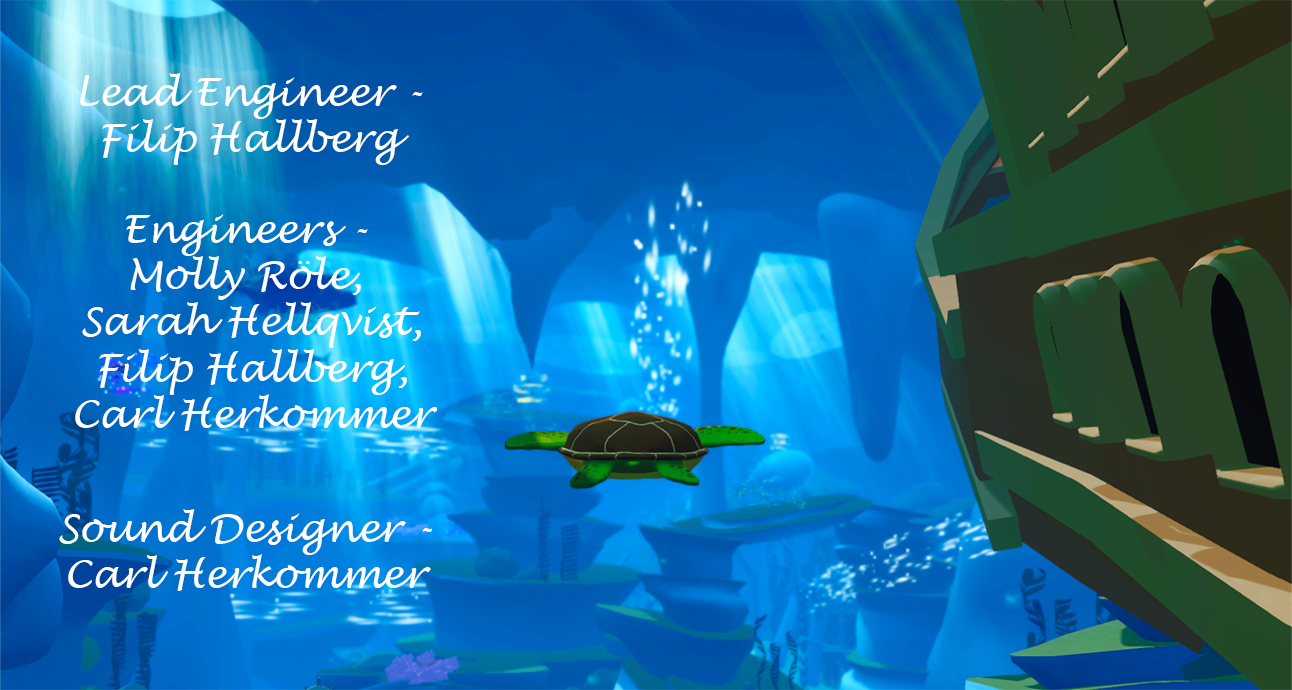 Lead Engineer -
Filip Hallberg
Engineers -
Molly Röle,
Sarah Hellqvist,
Filip Hallberg,
Carl Herkommer
Sound Designer -
Carl Herkommer